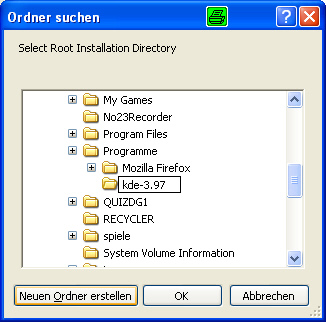 Ordner suchen
Select Root Installation Directory
My Games
No23Recorder
Program Files
Programme
Mozilla Firefox
kde-3.97
QUIZDG1
RECYCLER
spiele
System Volume Information
Neuen Ordner erstellen
OK
Abbrechen